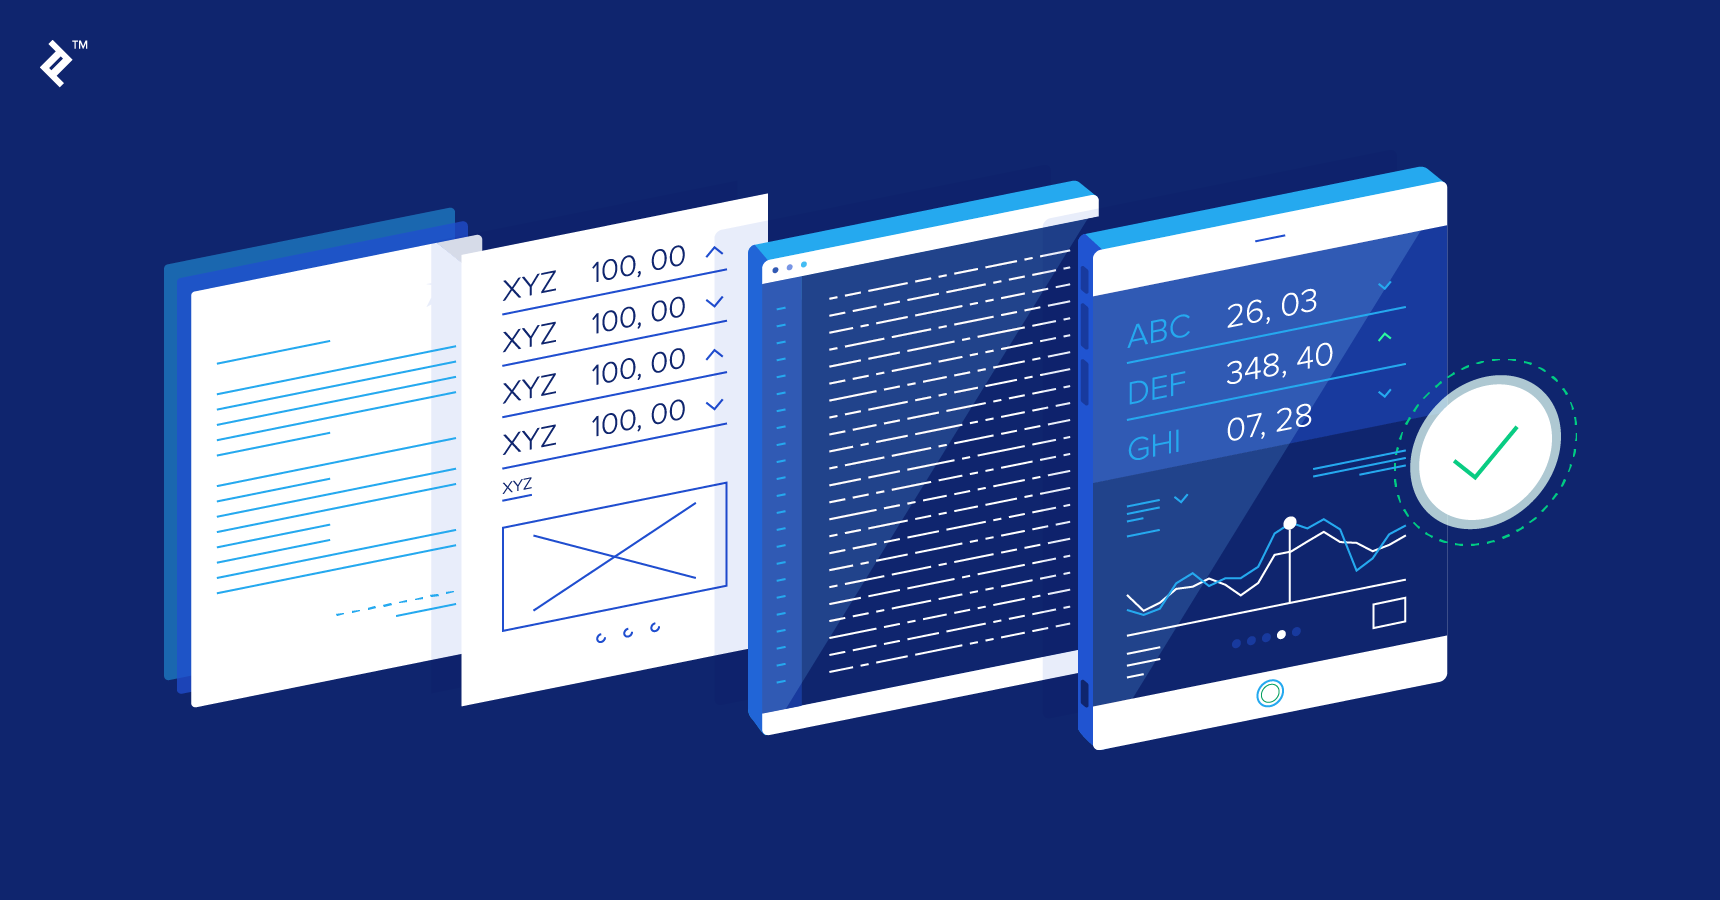 TM
XYZ 100, 00
XYZ 100, 00
XYZ 100, 00
XYZ 100, 00
XYZ
ABC 26, 03
DEF 348, 40
GHI 07, 28